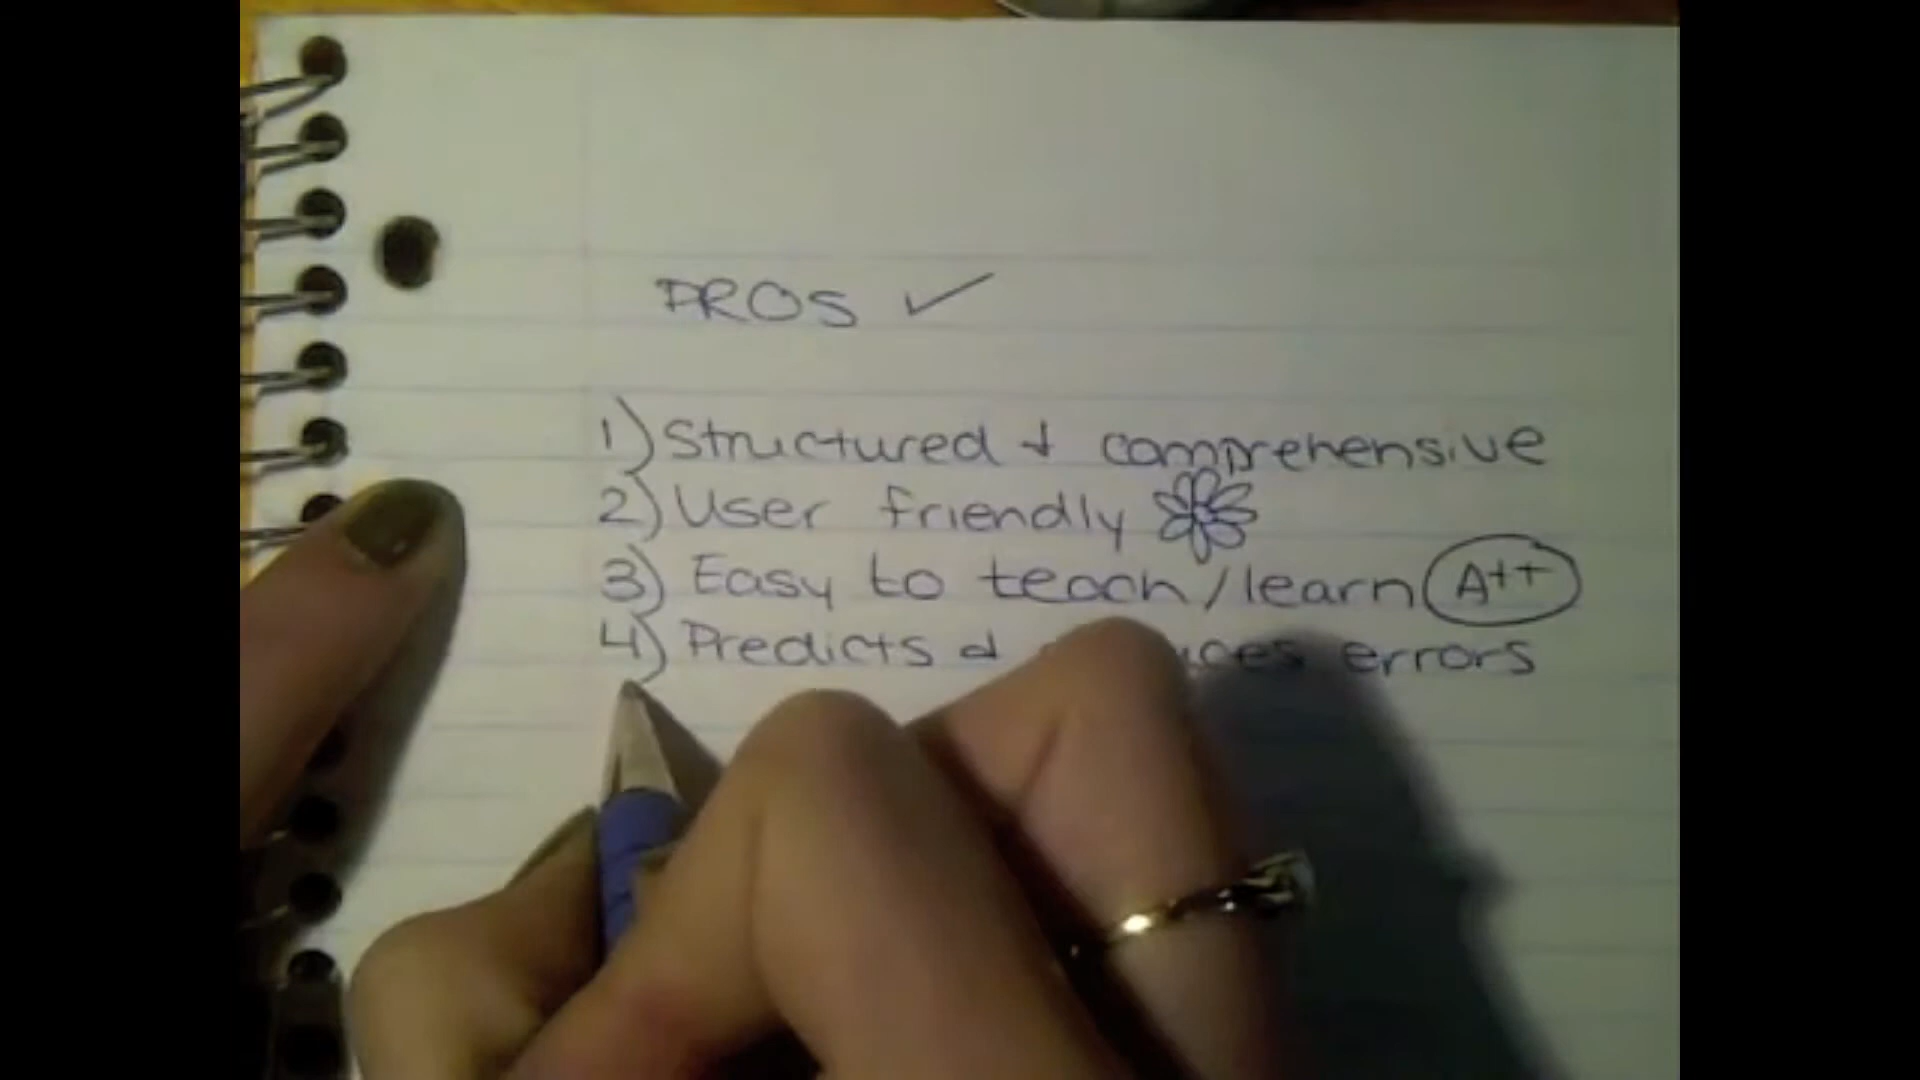 PROS ✓
1) Structured + comprehensive
2) User friendly
3) Easy to teach/learn A++
4) Predicts + errors